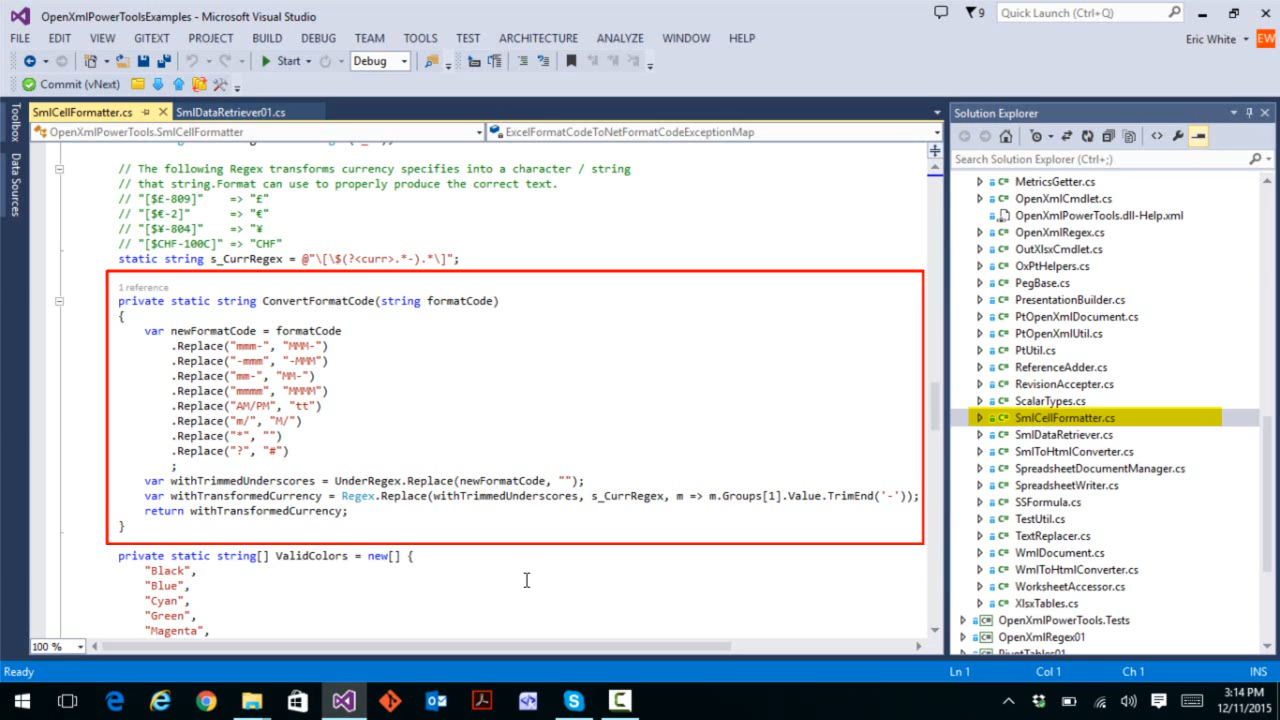 OpenXmlPowerToolsExamples - Microsoft Visual Studio
9
Quick Launch (Ctrl+Q)
FILE EDIT VIEW GITEXT PROJECT BUILD DEBUG TEAM TOOLS TEST ARCHITECTURE ANALYZE WINDOW HELP
Eric White EW
Start Debug
Commit (vNext)
Toolbox
Data Sources
SmlCellFormatter.cs SmlDataRetriever01.cs
OpenXmlPowerTools.SmlCellFormatter ExcelFormatCodeToNetFormatCodeExceptionMap
// The following Regex transforms currency specifies into a character / string
// that string.Format can use to properly produce the correct text.
// "[$£-809]" => "£"
// "[$€-2]" => "€"
// "[$¥-804]" => "¥
// "[$CHF-100C]" => "CHF"
static string s_CurrRegex = @"\[\$(?<curr>.*-).*\]";
1 reference
private static string ConvertFormatCode(string formatCode)
{
var newFormatCode = formatCode
.Replace("mmm-", "MMM-")
.Replace("-mmm", "-MMM")
.Replace("mm-", "MM-")
.Replace("mmmm", "MMMM")
.Replace("AM/PM", "tt")
.Replace("m/", "M/")
.Replace("*", "")
.Replace("?", "#")
;
var withTrimmedUnderscores = UnderRegex.Replace(newFormatCode, "");
var withTransformedCurrency = Regex.Replace(withTrimmedUnderscores, s_CurrRegex, m => m.Groups[1].Value.TrimEnd('-'));
return withTransformedCurrency;
}
private static string[] ValidColors = new[] {
"Black",
"Blue",
"Cyan",
"Green",
"Magenta",
100 %
Solution Explorer
Search Solution Explorer (Ctrl+;)
MetricsGetter.cs
OpenXmlCmdlet.cs
OpenXmlPowerTools.dll-Help.xml
OpenXmlRegex.cs
OutXlsxCmdlet.cs
OxPtHelpers.cs
PegBase.cs
PresentationBuilder.cs
PtOpenXmlDocument.cs
PtOpenXmlUtil.cs
PtUtil.cs
ReferenceAdder.cs
RevisionAccepter.cs
ScalarTypes.cs
SmlCellFormatter.cs
SmlDataRetriever.cs
SmlToHtmlConverter.cs
SpreadsheetDocumentManager.cs
SpreadsheetWriter.cs
SSFormula.cs
TestUtil.cs
TextReplacer.cs
WmlDocument.cs
WmlToHtmlConverter.cs
WorksheetAccessor.cs
XlsxTables.cs
OpenXmlPowerTools.Tests
OpenXmlRegex01
PivotTables01
Ready Ln 1 Col 1 Ch 1 INS
3:14 PM
12/11/2015